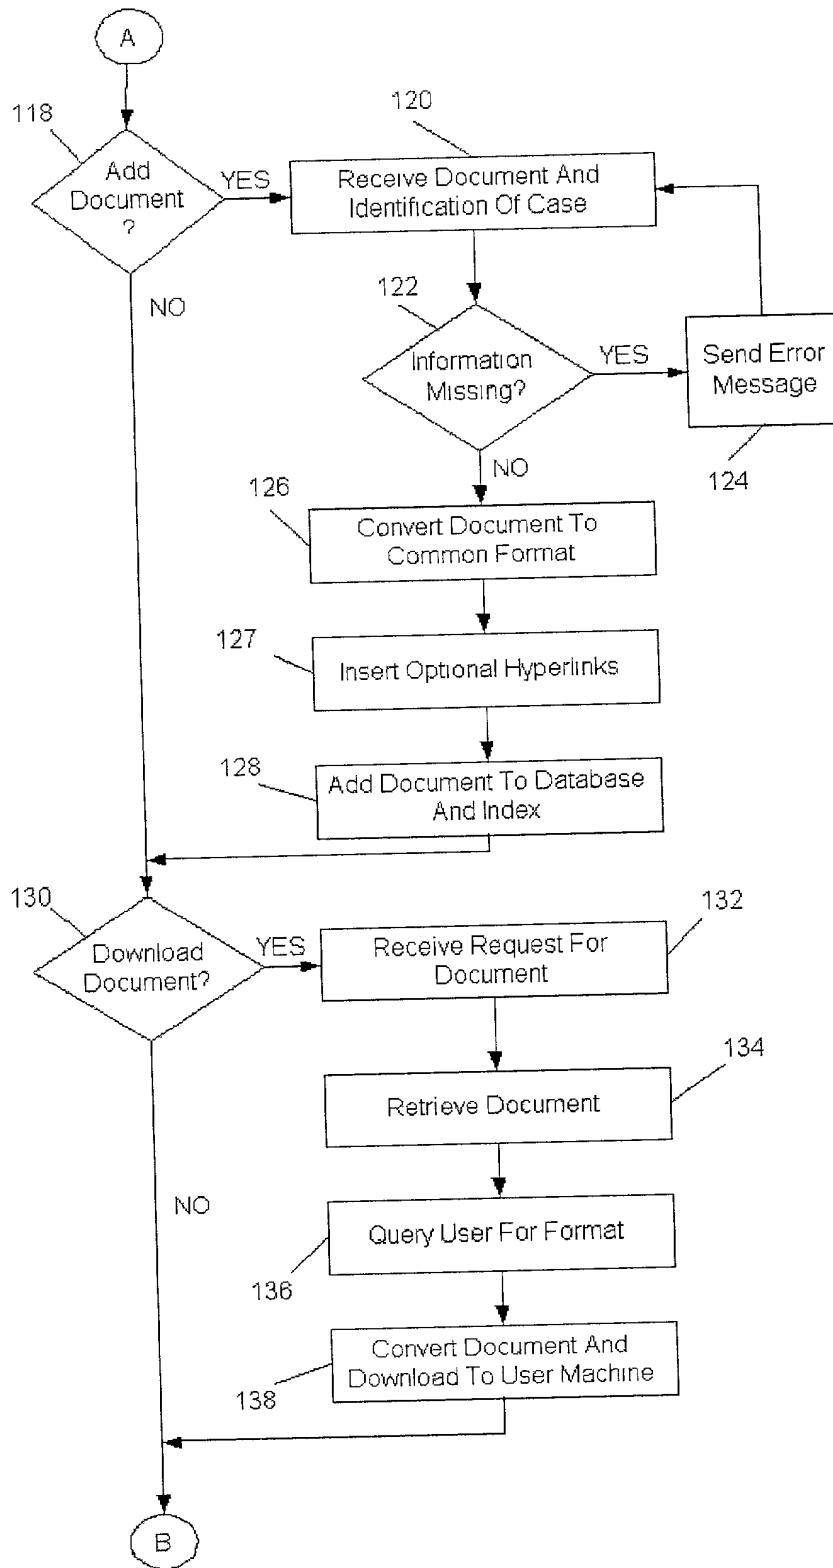 A
118
Add
Document
?
YES
120
Receive Document And
Identification Of Case
NO
122
Information
Missing?
YES
Send Error
Message
124
NO
126
Convert Document To
Common Format
127
Insert Optional Hyperlinks
128
Add Document To Database
And Index
130
Download
Document?
YES
132
Receive Request For
Document
134
Retrieve Document
NO
Query User For Format
136
Convert Document And
Download To User Machine
138
B